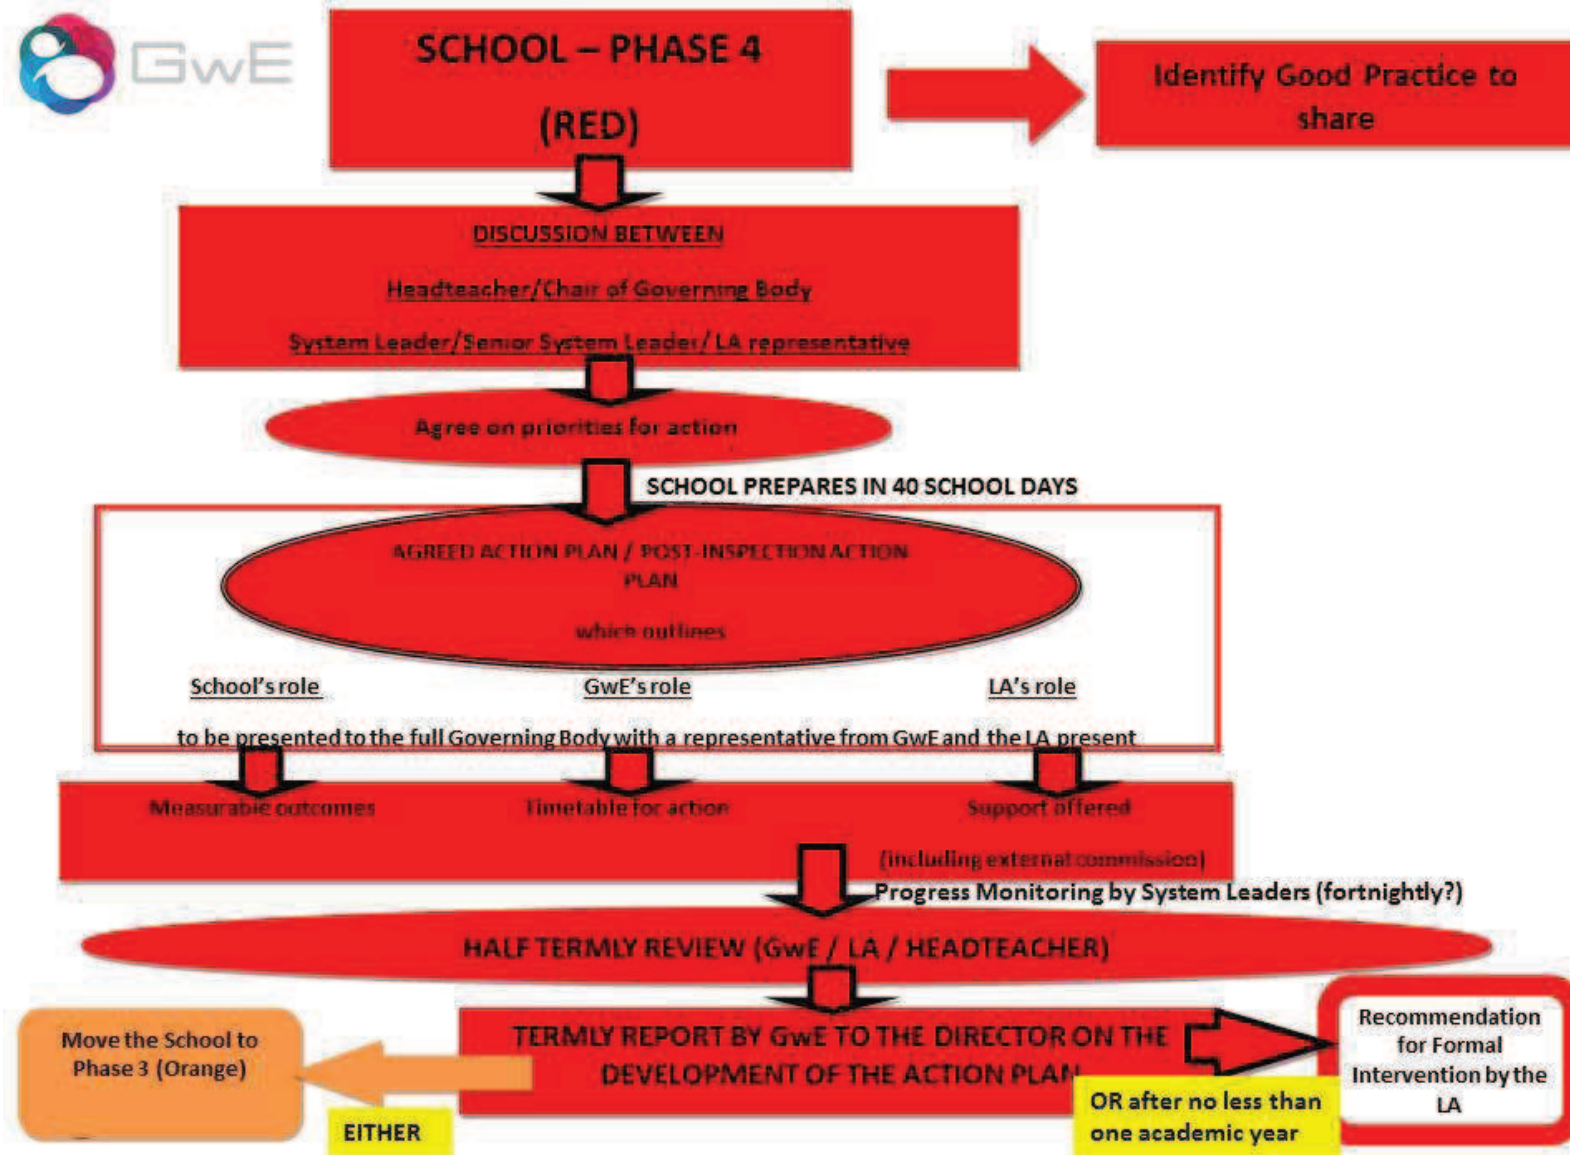 GwE
SCHOOL – PHASE 4
(RED)
Identify Good Practice to
share
DISCUSSION BETWEEN
Headteacher/Chair of Governing Body
System Leader/Senior System Leader/ LA representative
Agree on priorities for action
SCHOOL PREPARES IN 40 SCHOOL DAYS
AGREED ACTION PLAN / POST-INSPECTION ACTION
PLAN
which outlines
School's role GwE's role LA's role
to be presented to the full Governing Body with a representative from GwE and the LA present
Measurable outcomes Timetable for action Support offered
(including external commission)
Progress Monitoring by System Leaders (fortnightly?)
HALF TERMLY REVIEW (GwE / LA / HEADTEACHER)
TERMLY REPORT BY GwE TO THE DIRECTOR ON THE
DEVELOPMENT OF THE ACTION PLAN
Move the School to
Phase 3 (Orange)
EITHER
OR after no less than
one academic year
Recommendation
for Formal
Intervention by the
LA